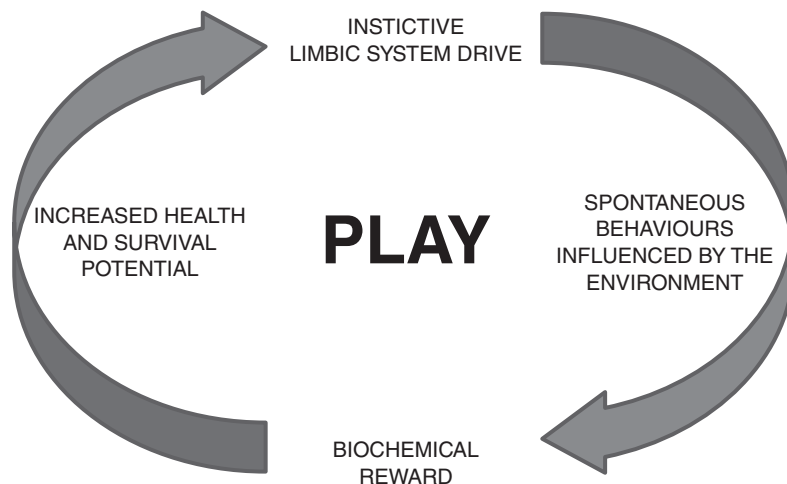 INSTICTIVE
LIMBIC SYSTEM DRIVE
SPONTANEOUS
BEHAVIOURS
INFLUENCED BY THE
ENVIRONMENT
PLAY
INCREASED HEALTH
AND SURVIVAL
POTENTIAL
BIOCHEMICAL
REWARD